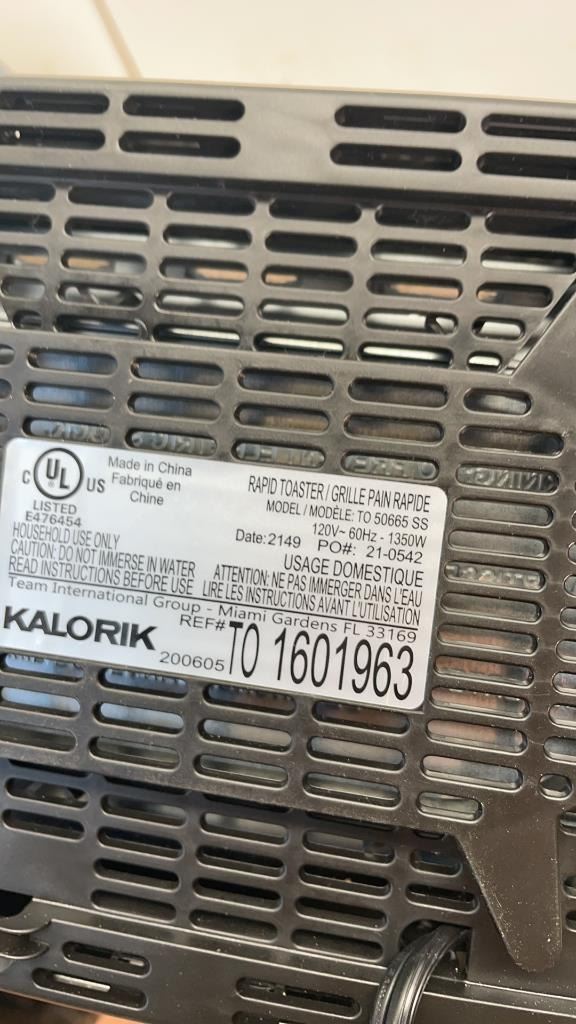 C UL US
LISTED
E476454
Made in China
Fabriqué en
Chine
RAPID TOASTER / GRILLE PAIN RAPIDE
MODEL / MODÈLE: TO 50665 SS
120V~ 60Hz - 1350W
Date:2149 PO#: 21-0542
HOUSEHOLD USE ONLY
USAGE DOMESTIQUE
CAUTION: DO NOT IMMERSE IN WATER
ATTENTION: NE PAS IMMERGER DANS L'EAU
READ INSTRUCTIONS BEFORE USE
LIRE LES INSTRUCTIONS AVANT L'UTILISATION
Team International Group - Miami Gardens FL 33169
KALORIK
200605
REF# TO 1601963